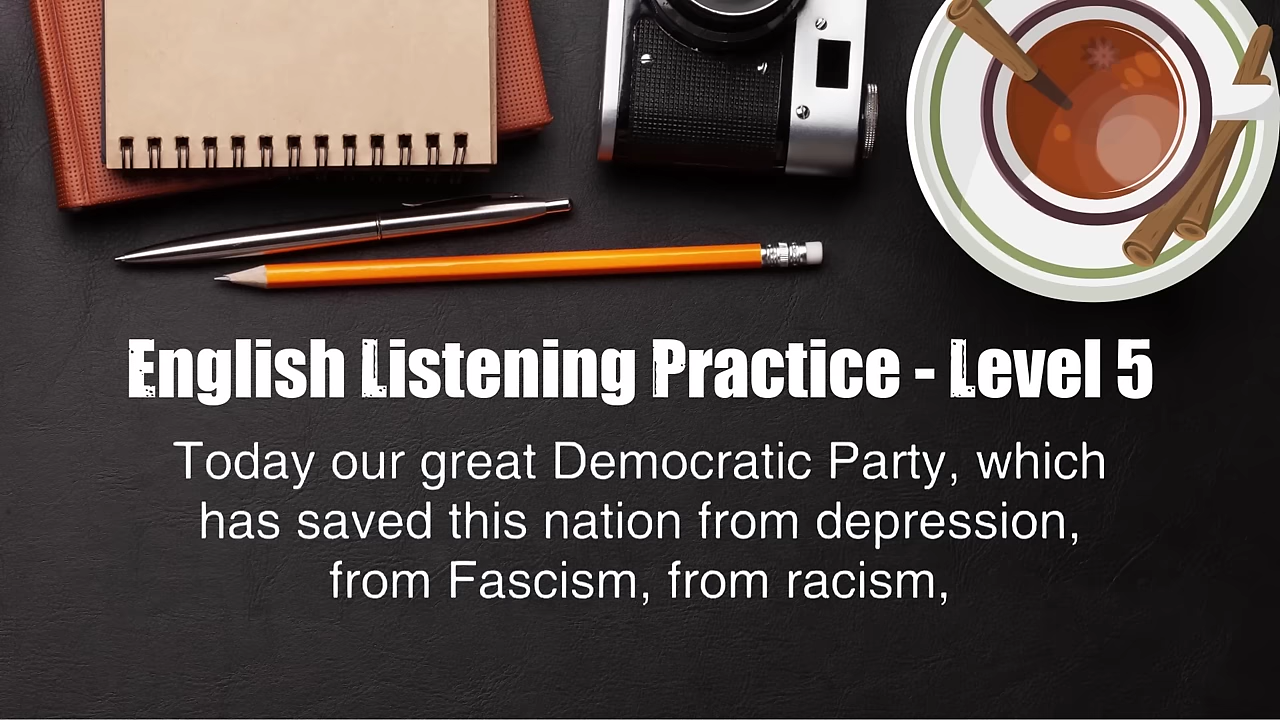 English Listening Practice - Level 5
Today our great Democratic Party, which
has saved this nation from depression,
from Fascism, from racism,